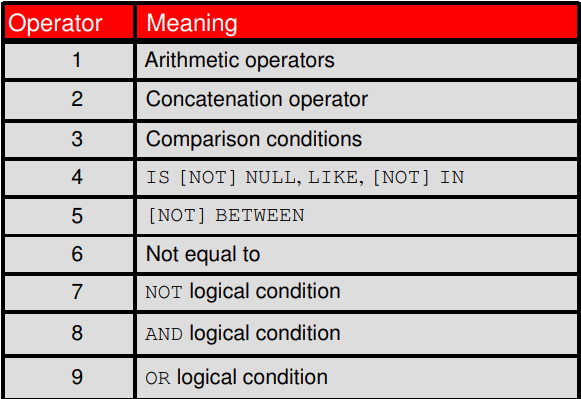 Operator Meaning
1 Arithmetic operators
2 Concatenation operator
3 Comparison conditions
4 IS [NOT] NULL, LIKE, [NOT] IN
5 [NOT] BETWEEN
6 Not equal to
7 NOT logical condition
8 AND logical condition
9 OR logical condition